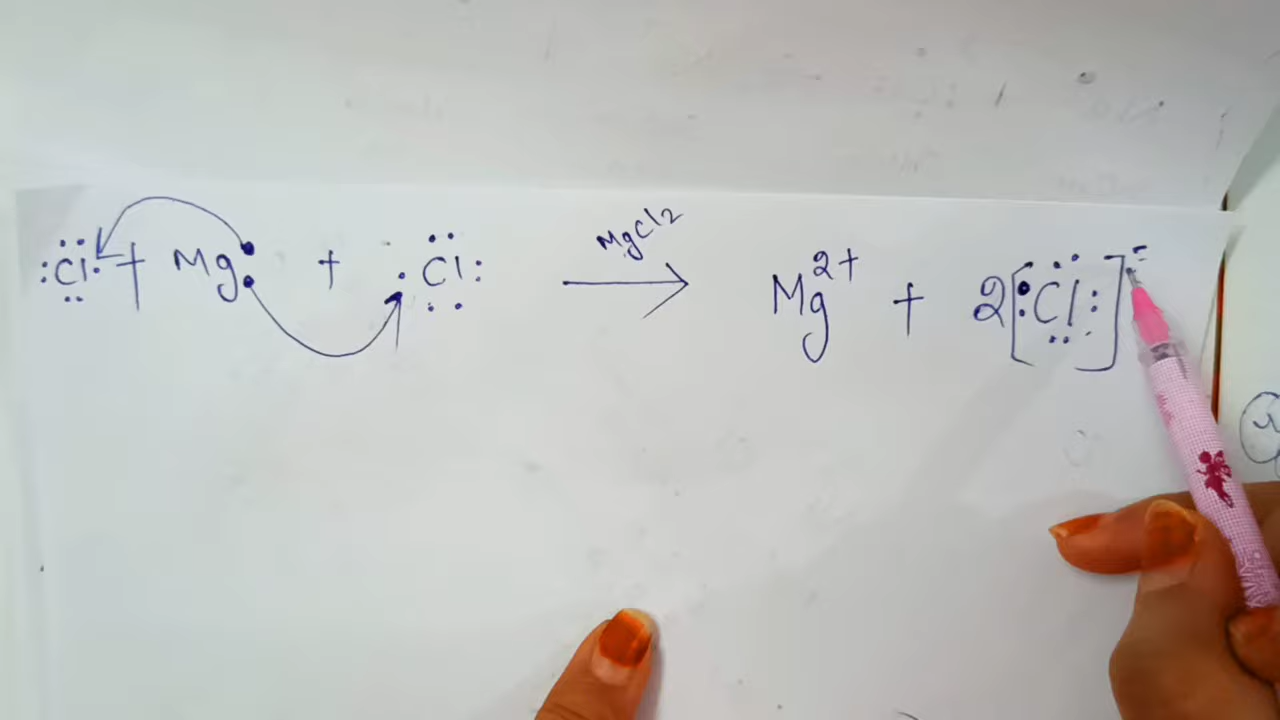 MgCl2
:Cl· + Mg: + ·Cl: → Mg2+ + 2[:Cl:]-